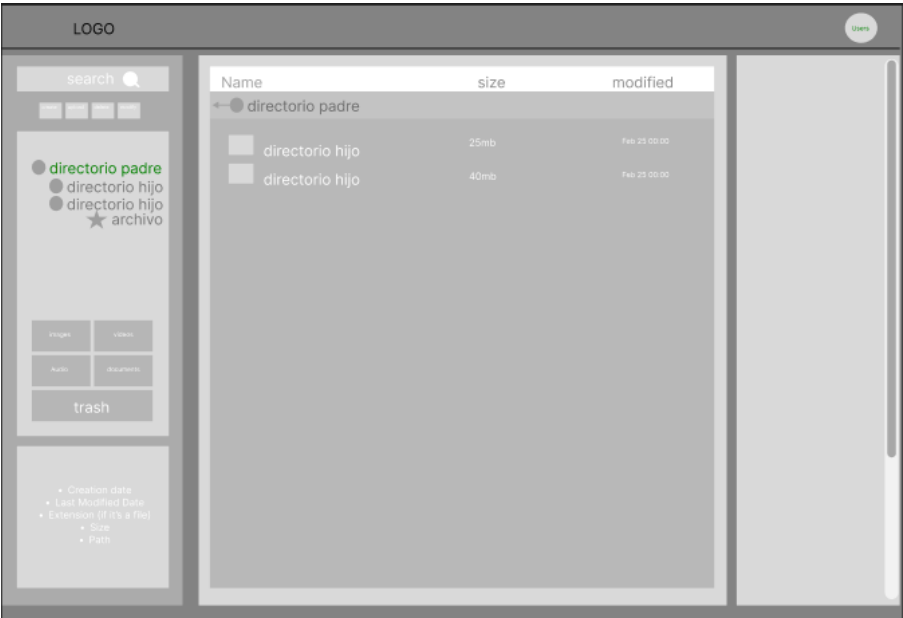 LOGO
Users
search
Name size modified
directorio padre
directorio hijo 25mb Feb 25 00:00
directorio hijo 40mb Feb 25 00:00
directorio padre
directorio hijo
directorio hijo
archivo
images videos
Audio documents
trash
• Creation date
• Last Modified Date
• Extension (if it's a file)
• Size
• Path